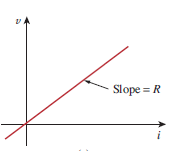 v
Slope = R
i